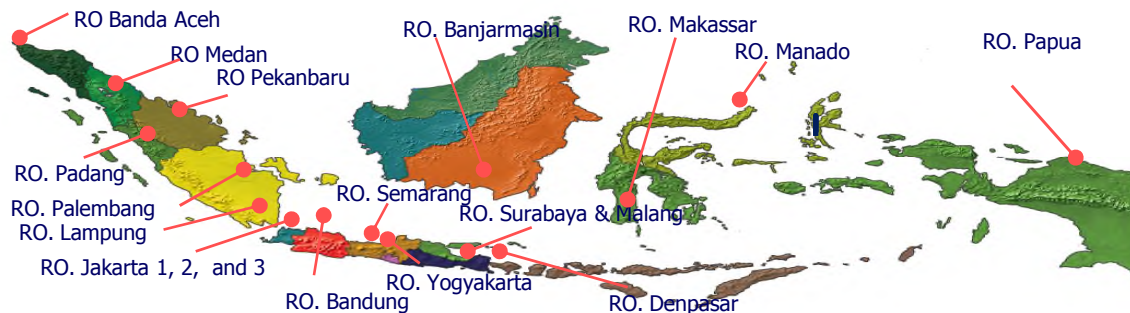 RO Banda Aceh
RO Medan
RO Pekanbaru
RO. Padang
RO. Palembang
RO. Lampung
RO. Jakarta 1, 2,  and 3
RO. Bandung
RO. Semarang
RO. Yogyakarta
RO. Surabaya & Malang
RO. Denpasar
RO. Banjarmasin
RO. Makassar
RO. Manado
RO. Papua